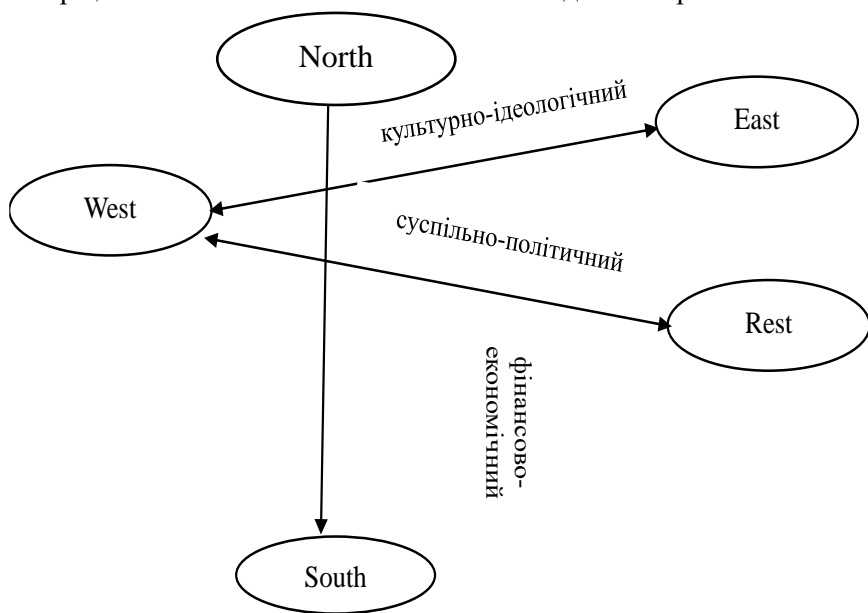 North
культурно-ідеологічний
East
West
суспільно-політичний
Rest
фінансово-
економічний
South